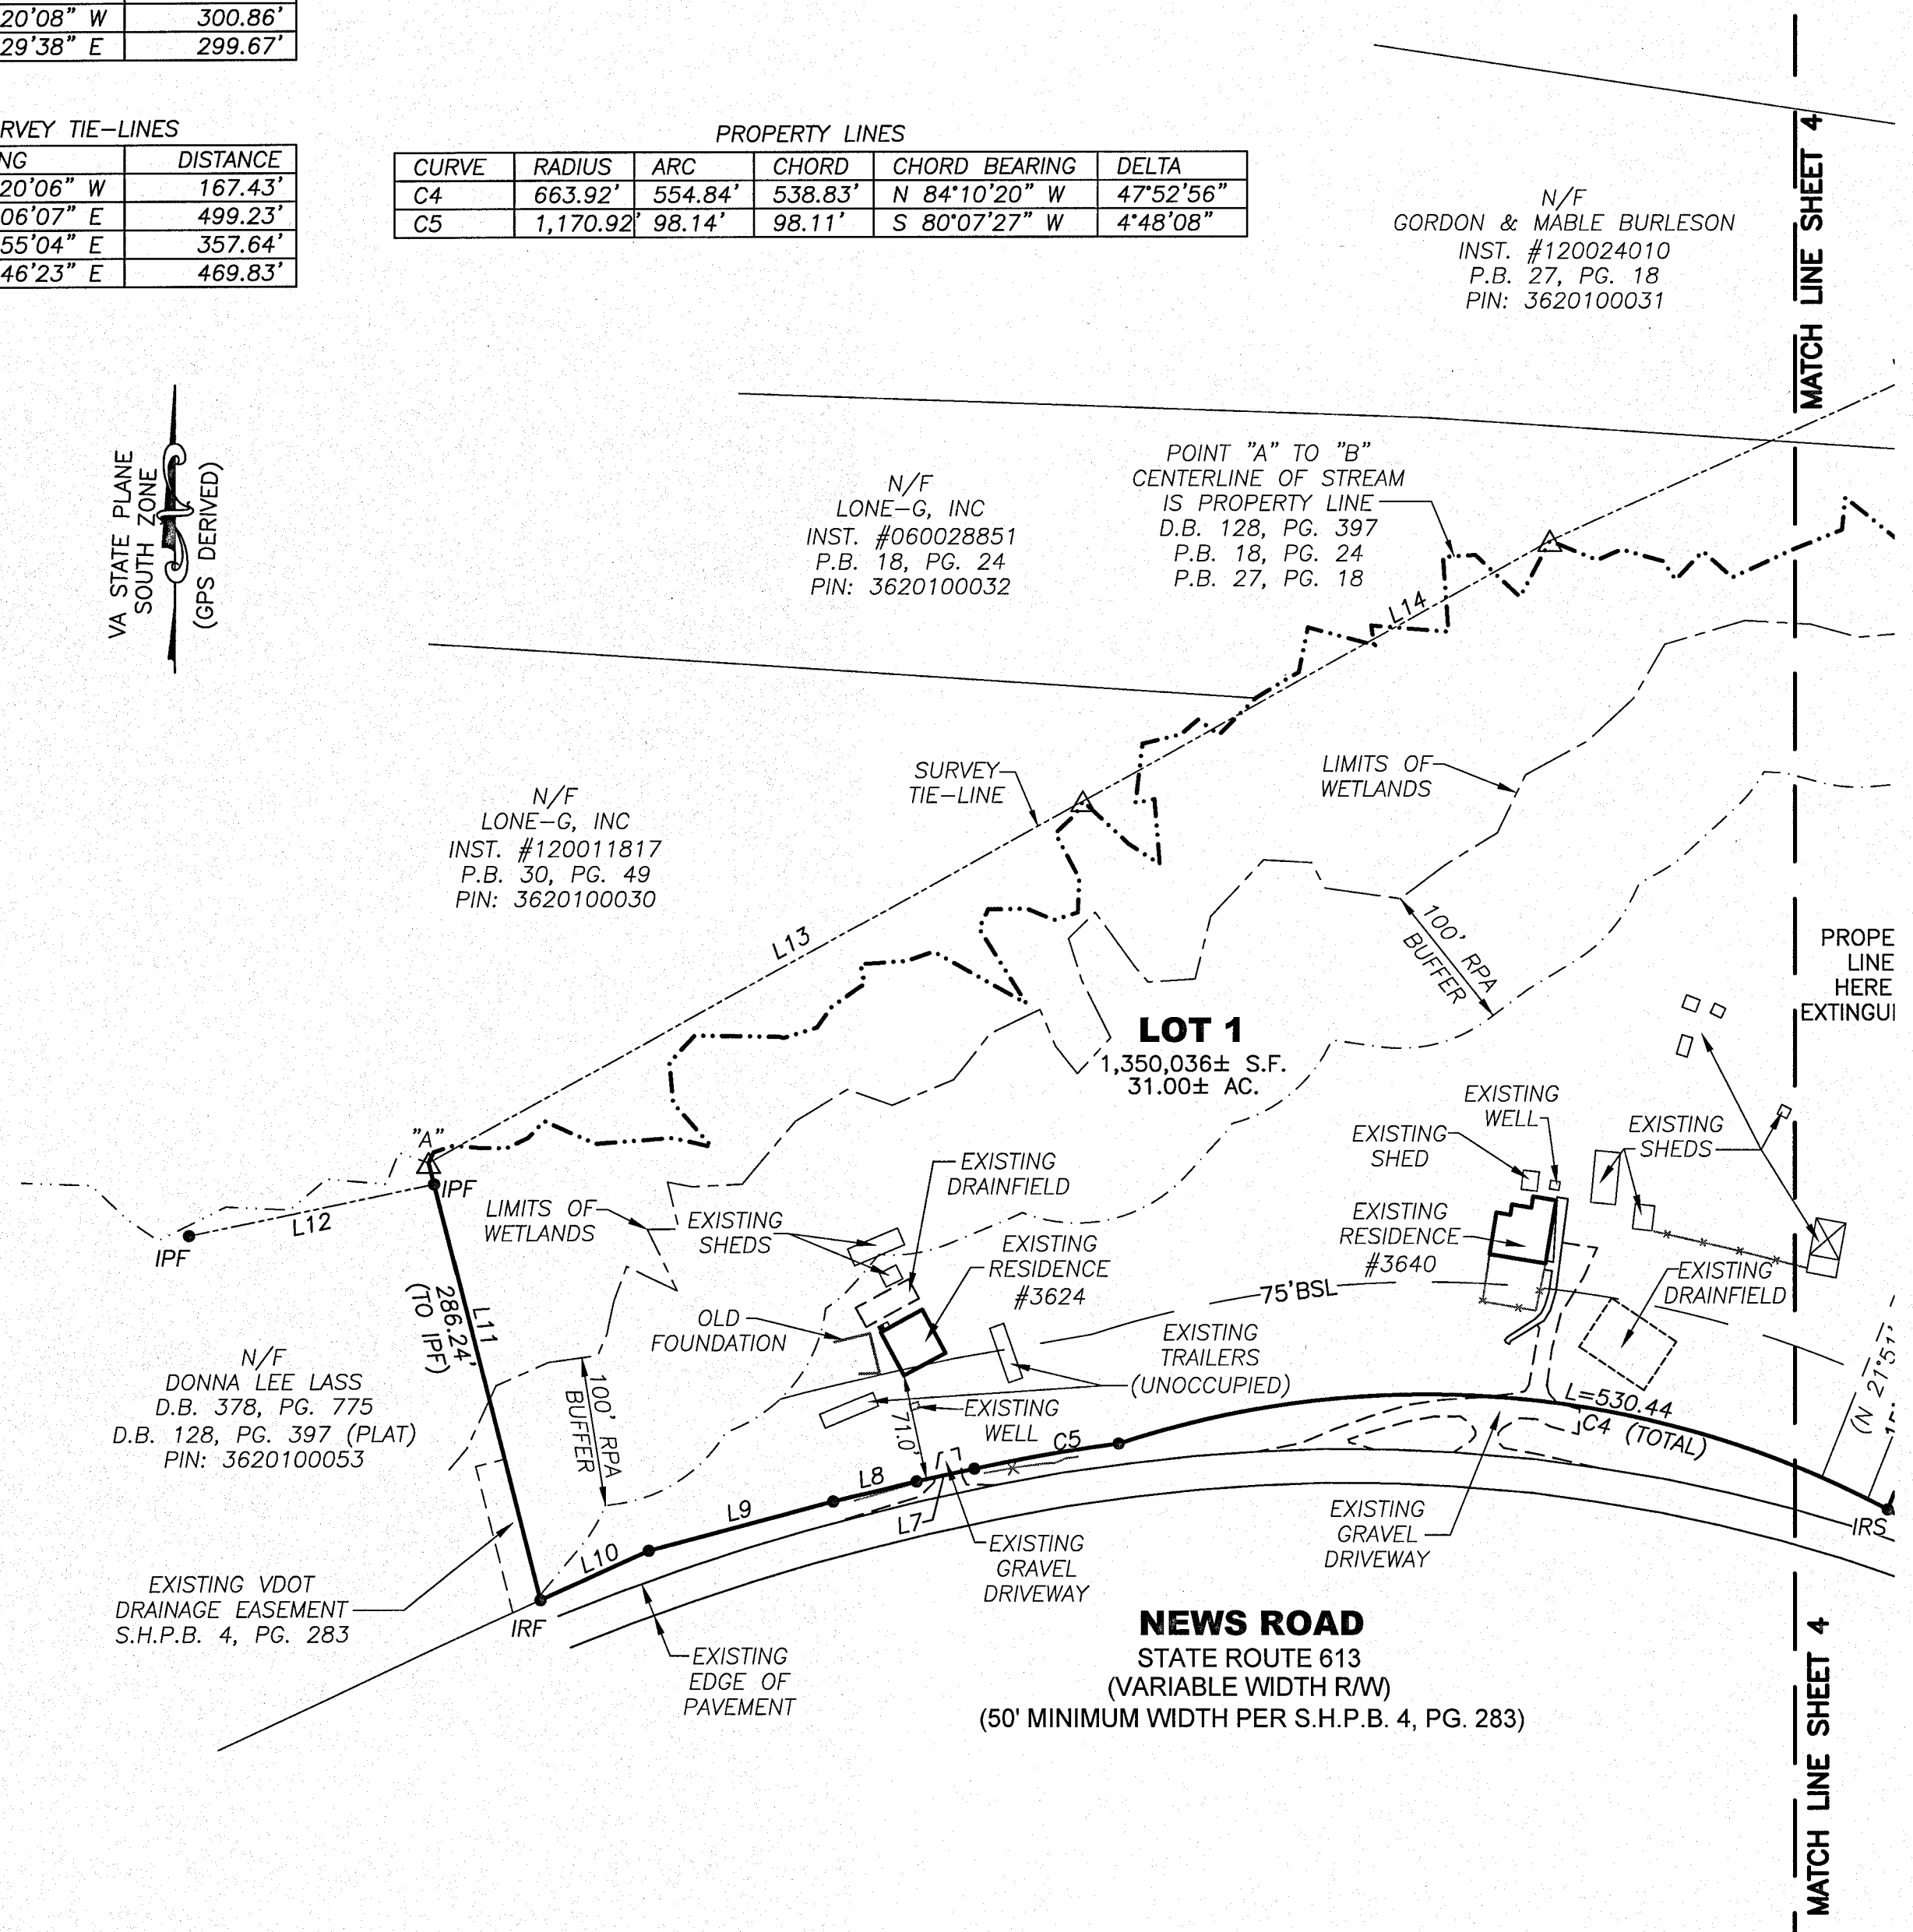 20'08" W 300.86'
29'38" E 299.67'
RVEY TIE-LINES
NG DISTANCE
20'06" W 167.43'
06'07" E 499.23'
55'04" E 357.64'
46'23" E 469.83'
PROPERTY LINES
CURVE RADIUS ARC CHORD CHORD BEARING DELTA
C4 663.92' 554.84' 538.83' N 84°10'20" W 47°52'56"
C5 1,170.92' 98.14' 98.11' S 80°07'27" W 4°48'08"
N/F
GORDON & MABLE BURLESON
INST. #120024010
P.B. 27, PG. 18
PIN: 3620100031
MATCH LINE SHEET 4
VA STATE PLANE
SOUTH ZONE
(GPS DERIVED)
N/F
LONE-G, INC
INST. #060028851
P.B. 18, PG. 24
PIN: 3620100032
POINT "A" TO "B"
CENTERLINE OF STREAM
IS PROPERTY LINE
D.B. 128, PG. 397
P.B. 18, PG. 24
P.B. 27, PG. 18
L14
SURVEY
TIE-LINE
LIMITS OF
WETLANDS
N/F
LONE-G, INC
INST. #120011817
P.B. 30, PG. 49
PIN: 3620100030
L13
100' RPA
BUFFER
PROPE
LINE
HERE
EXTINGUI
LOT 1
1,350,036± S.F.
31.00± AC.
"A"
IPF
L12
IPF
LIMITS OF
WETLANDS
EXISTING
SHEDS
EXISTING
DRAINFIELD
EXISTING
RESIDENCE
#3624
EXISTING
WELL
EXISTING
SHED
EXISTING
SHEDS
EXISTING
RESIDENCE
#3640
EXISTING
DRAINFIELD
75'BSL
L11
286.24'
(TO IPF)
OLD
FOUNDATION
EXISTING
TRAILERS
(UNOCCUPIED)
N/F
DONNA LEE LASS
D.B. 378, PG. 775
D.B. 128, PG. 397 (PLAT)
PIN: 3620100053
100' RPA
BUFFER
71.0'
EXISTING
WELL
C5
L=530.44
C4 (TOTAL)
(N 21°51'
L8
L9
L7
L10
IRS
EXISTING
GRAVEL
DRIVEWAY
EXISTING
GRAVEL
DRIVEWAY
EXISTING VDOT
DRAINAGE EASEMENT
S.H.P.B. 4, PG. 283
IRF
EXISTING
EDGE OF
PAVEMENT
NEWS ROAD
STATE ROUTE 613
(VARIABLE WIDTH R/W)
(50' MINIMUM WIDTH PER S.H.P.B. 4, PG. 283)
MATCH LINE SHEET 4